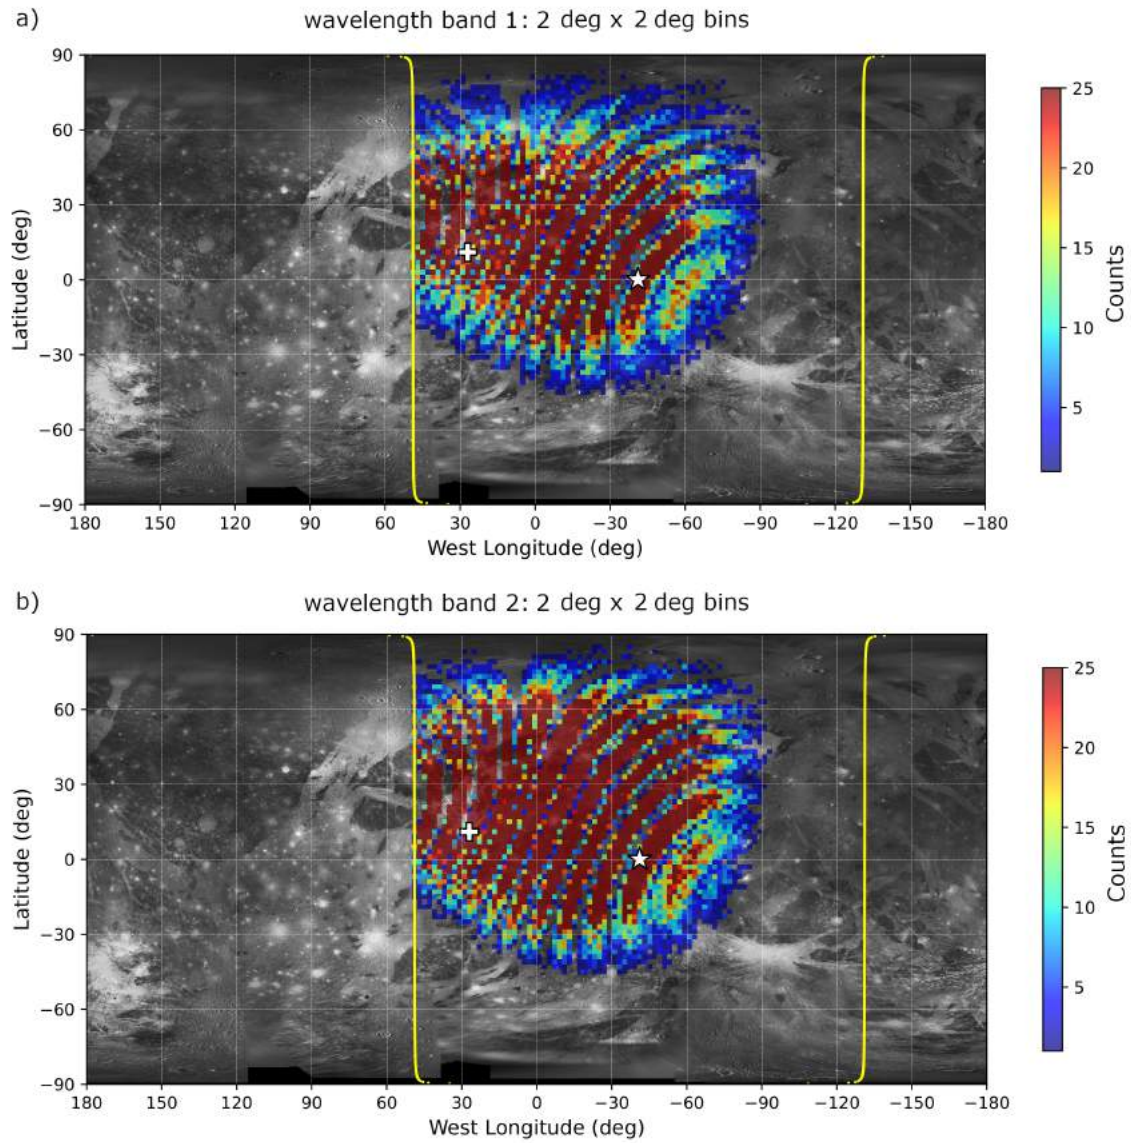 a)
wavelength band 1: 2 deg x 2 deg bins
90
60
30
0
−30
−60
−90
Latitude (deg)
180 150 120 90 60 30 0 −30 −60 −90 −120 −150 −180
West Longitude (deg)
25
20
15
10
5
Counts
b)
wavelength band 2: 2 deg x 2 deg bins
90
60
30
0
−30
−60
−90
Latitude (deg)
180 150 120 90 60 30 0 −30 −60 −90 −120 −150 −180
West Longitude (deg)
25
20
15
10
5
Counts